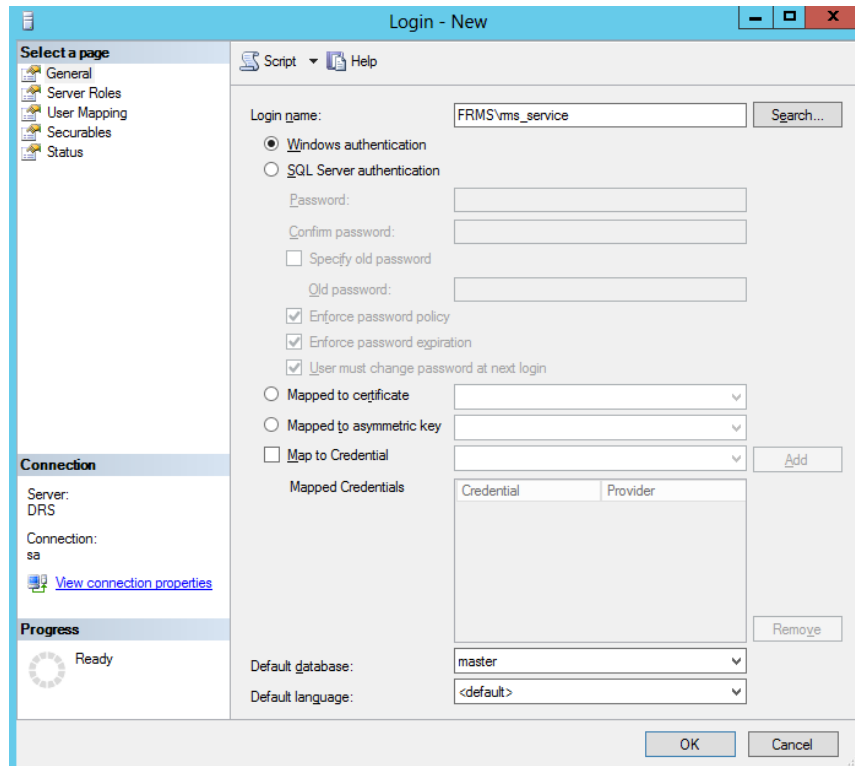 Login - New
Select a page
General
Server Roles
User Mapping
Securables
Status
Script
Help
Login name:
FRMS\rms_service
Search...
Windows authentication
SQL Server authentication
Password:
Confirm password:
Specify old password
Old password:
Enforce password policy
Enforce password expiration
User must change password at next login
Mapped to certificate
Mapped to asymmetric key
Map to Credential
Add
Mapped Credentials
Credential
Provider
Remove
Default database:
master
Default language:
<default>
Connection
Server:
DRS
Connection:
sa
View connection properties
Progress
Ready
OK
Cancel